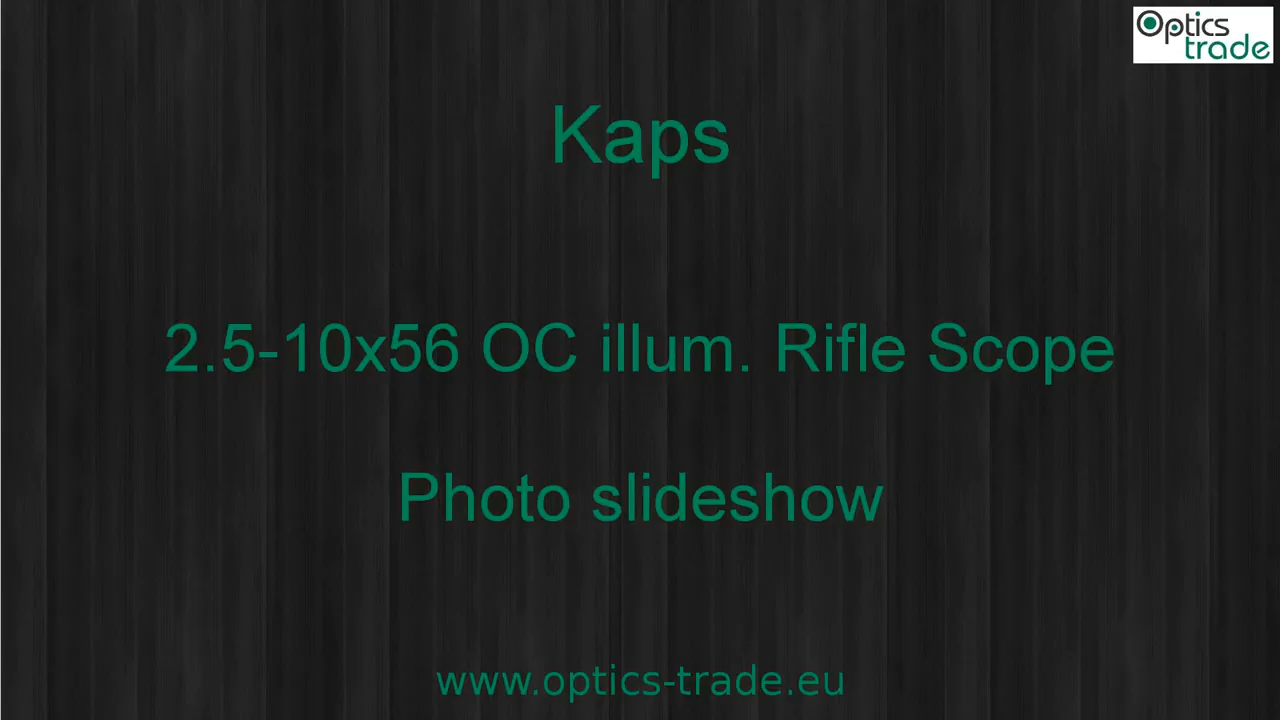 Optics
trade
Kaps
2.5-10x56 OC illum. Rifle Scope
Photo slideshow
www.optics-trade.eu